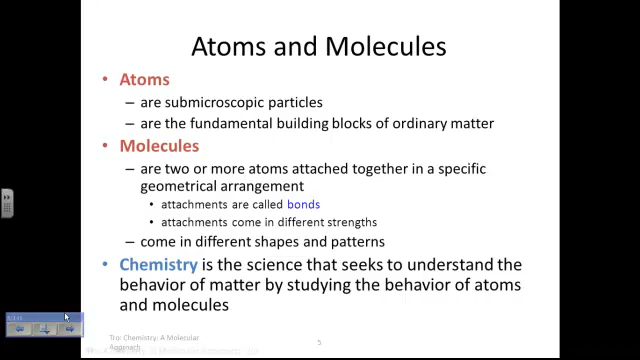 Atoms and Molecules
• Atoms
– are submicroscopic particles
– are the fundamental building blocks of ordinary matter
• Molecules
– are two or more atoms attached together in a specific
geometrical arrangement
• attachments are called bonds
• attachments come in different strengths
– come in different shapes and patterns
• Chemistry is the science that seeks to understand the
behavior of matter by studying the behavior of atoms
and molecules
Tro: Chemistry: A Molecular
Approach
5